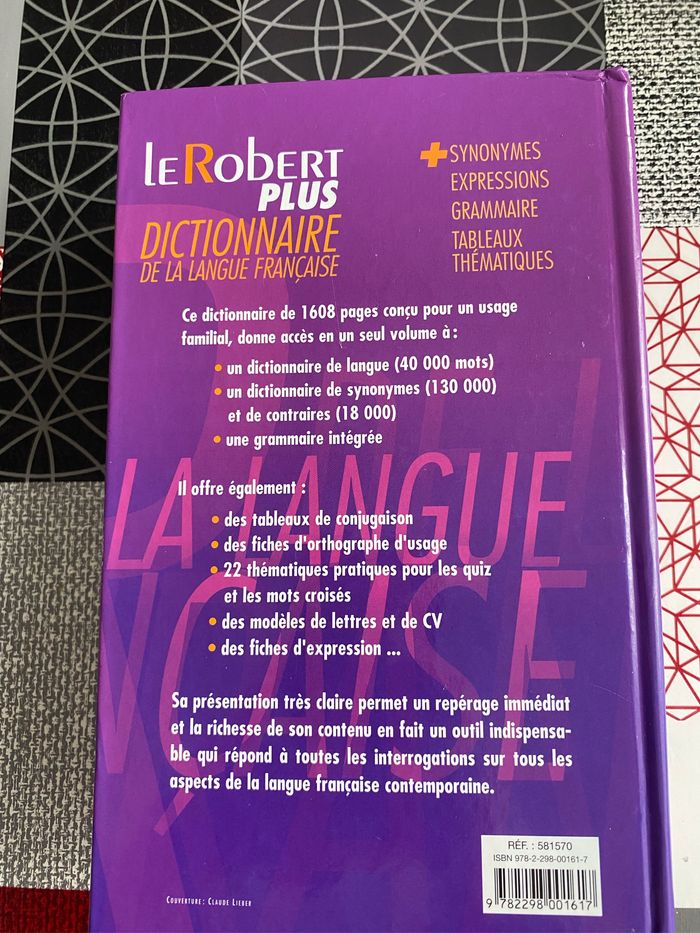 LE ROBERT
PLUS
DICTIONNAIRE
DE LA LANGUE FRANÇAISE
+ SYNONYMES
EXPRESSIONS
GRAMMAIRE
TABLEAUX
THÉMATIQUES
Ce dictionnaire de 1608 pages conçu pour un usage
familial, donne accès en un seul volume à :
• un dictionnaire de langue (40 000 mots)
• un dictionnaire de synonymes (130 000)
et de contraires (18 000)
• une grammaire intégrée
LA LANGUE
Il offre également :
• des tableaux de conjugaison
• des fiches d'orthographe d'usage
• 22 thématiques pratiques pour les quiz
et les mots croisés
• des modèles de lettres et de CV
• des fiches d'expression ...
NÇAISE
Sa présentation très claire permet un repérage immédiat
et la richesse de son contenu en fait un outil indispensa-
ble qui répond à toutes les interrogations sur tous les
aspects de la langue française contemporaine.
RÉF. : 581570
ISBN 978-2-298-00161-7
9 782298 001617
COUVERTURE : CLAUDE LIEBER